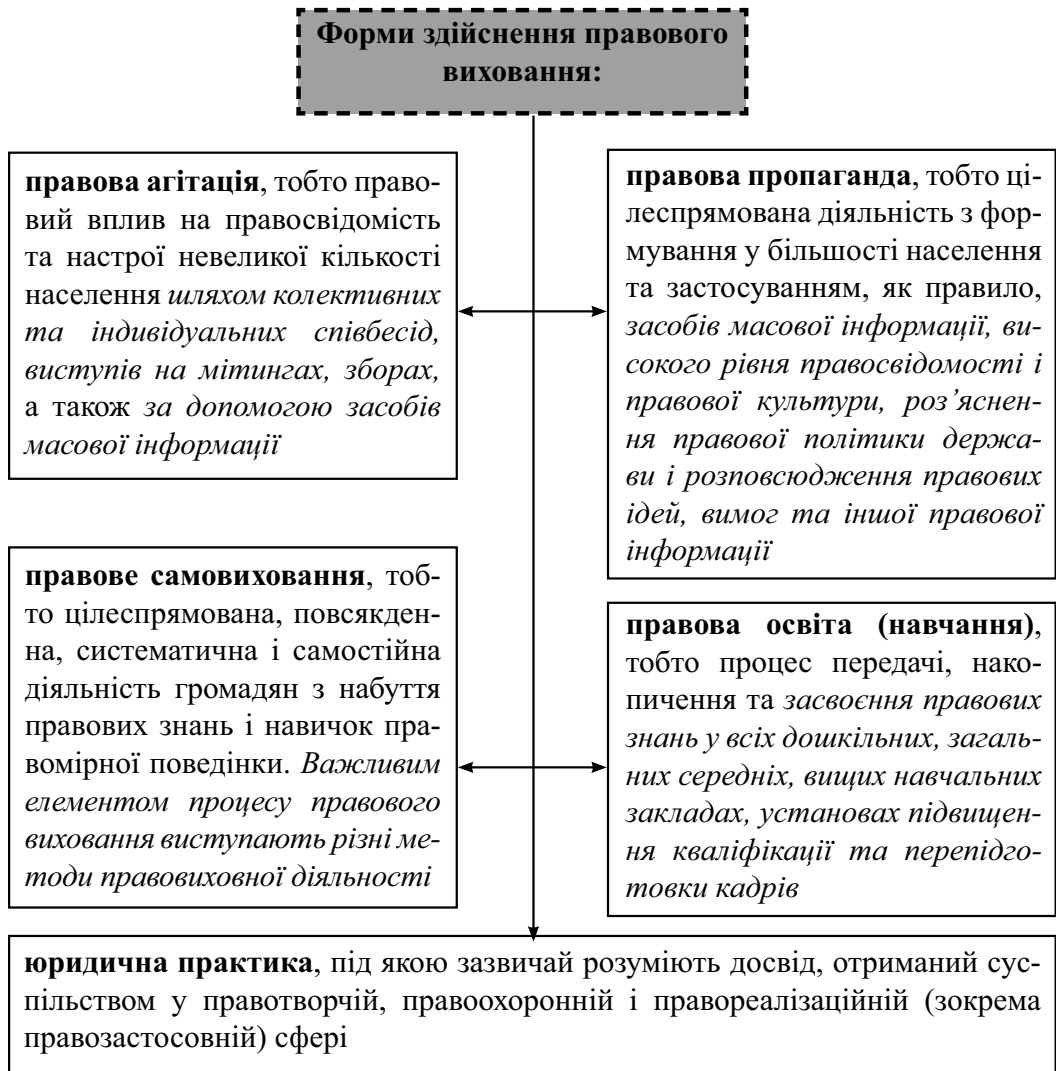 Форми здійснення правового
виховання:
правова агітація, тобто право-
вий вплив на правосвідомість
та настрої невеликої кількості
населення шляхом колективних
та індивідуальних співбесід,
виступів на мітингах, зборах,
а також за допомогою засобів
масової інформації
правова пропаганда, тобто ці-
леспрямована діяльність з фор-
мування у більшості населення
та застосуванням, як правило,
засобів масової інформації, ви-
сокого рівня правосвідомості і
правової культури, роз’яснен-
ня правової політики держа-
ви і розповсюдження правових
ідей, вимог та іншої правової
інформації
правове самовиховання, тоб-
то цілеспрямована, повсякден-
на, систематична і самостійна
діяльність громадян з набуття
правових знань і навичок пра-
вомірної поведінки. Важливим
елементом процесу правового
виховання виступають різні ме-
тоди правовиховної діяльності
правова освіта (навчання),
тобто процес передачі, нако-
пичення та засвоєння правових
знань у всіх дошкільних, загаль-
них середніх, вищих навчальних
закладах, установах підвищен-
ня кваліфікації та перепідго-
товки кадрів
юридична практика, під якою зазвичай розуміють досвід, отриманий сус-
пільством у правотворчій, правоохоронній і правореалізаційній (зокрема
правозастосовній) сфері